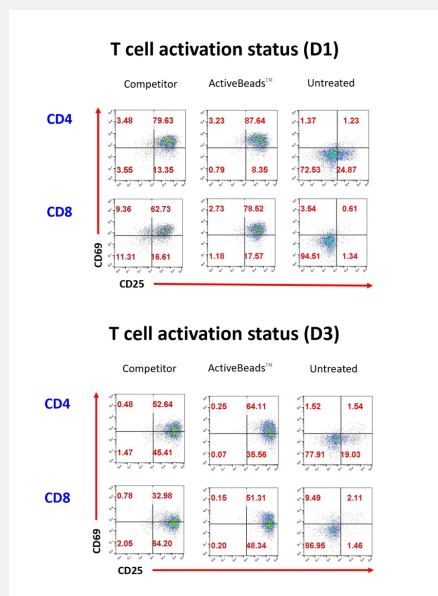 T cell activation status (D1)
Competitor ActiveBeads™ Untreated
CD4
3.48 79.63 3.23 87.64 1.37 1.23
3.55 13.35 0.79 8.35 72.53 24.87
CD8
9.36 62.73 2.73 78.52 3.54 0.61
11.31 16.61 1.18 17.57 94.51 1.34
CD69
CD25
T cell activation status (D3)
Competitor ActiveBeads™ Untreated
CD4
0.48 52.64 0.25 64.11 1.52 1.54
1.47 45.41 0.07 35.56 77.91 19.03
CD8
0.78 32.98 0.15 51.31 9.49 2.11
2.05 64.20 0.20 48.34 86.95 1.46
CD69
CD25